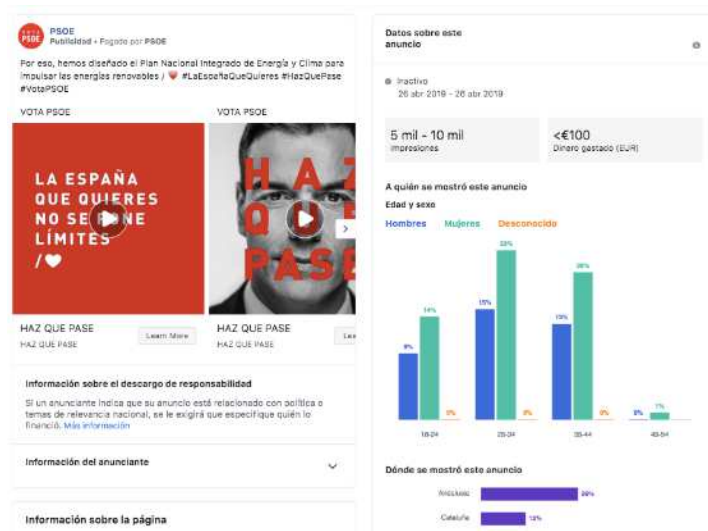 PSOE
PSOE
Publicidad • Pagado por PSOE
Por eso, hemos diseñado el Plan Nacional Integrado de Energía y Clima para
impulsar las energías renovables / ❤ #LaEspañaQueQuieres #HazQuePase
#VotaPSOE
VOTA PSOE
VOTA PSOE
LA ESPAÑA
QUE QUIERES
NO SE PONE
LÍMITES
/❤
HAZ
QUE
PASE
HAZ QUE PASE
HAZ QUE PASE
Learn More
HAZ QUE PASE
HAZ QUE PASE
Información sobre el descargo de responsabilidad
Si un anunciante indica que su anuncio está relacionado con política o
temas de relevancia nacional, se le exigirá que especifique quién lo
financió. Más información
Información del anunciante
Información sobre la página
Datos sobre este
anuncio
Inactivo
26 abr 2019 - 26 abr 2019
5 mil - 10 mil
Impresiones
<€100
Dinero gastado (EUR)
A quién se mostró este anuncio
Edad y sexo
Hombres Mujeres Desconocido
0% 0% 0% 0% 1%
18-24 25-34 35-44 45-54
Dónde se mostró este anuncio
Andalucía
Cataluña